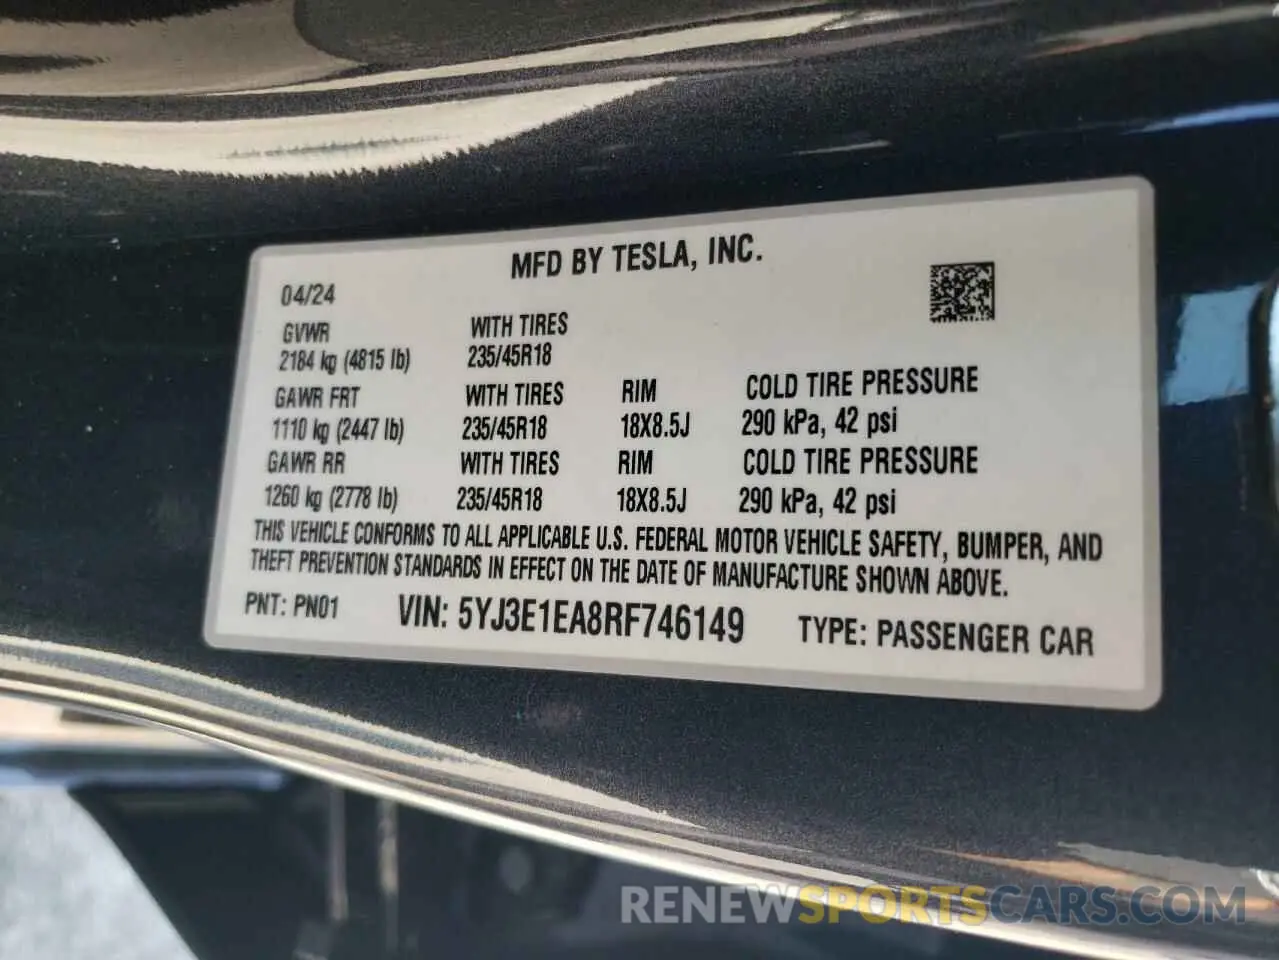 MFD BY TESLA, INC.
04/24
GVWR WITH TIRES
2184 kg (4815 lb) 235/45R18
GAWR FRT WITH TIRES RIM COLD TIRE PRESSURE
1110 kg (2447 lb) 235/45R18 18X8.5J 290 kPa, 42 psi
GAWR RR WITH TIRES RIM COLD TIRE PRESSURE
1260 kg (2778 lb) 235/45R18 18X8.5J 290 kPa, 42 psi
THIS VEHICLE CONFORMS TO ALL APPLICABLE U.S. FEDERAL MOTOR VEHICLE SAFETY, BUMPER, AND
THEFT PREVENTION STANDARDS IN EFFECT ON THE DATE OF MANUFACTURE SHOWN ABOVE.
PNT: PN01 VIN: 5YJ3E1EA8RF746149 TYPE: PASSENGER CAR
RENEWSPORTSCARS.COM